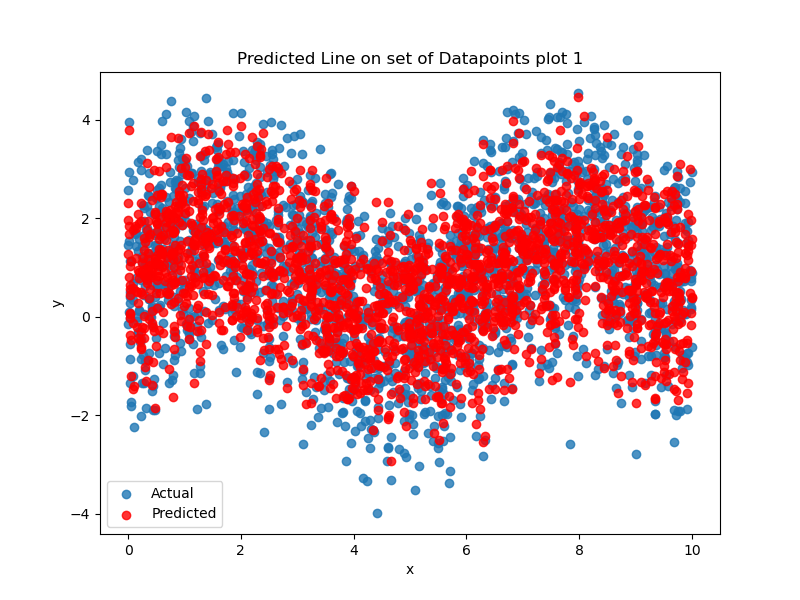 Predicted Line on set of Datapoints plot 1
y
4
2
0
−2
−4
Actual
Predicted
0 2 4 6 8 10
x